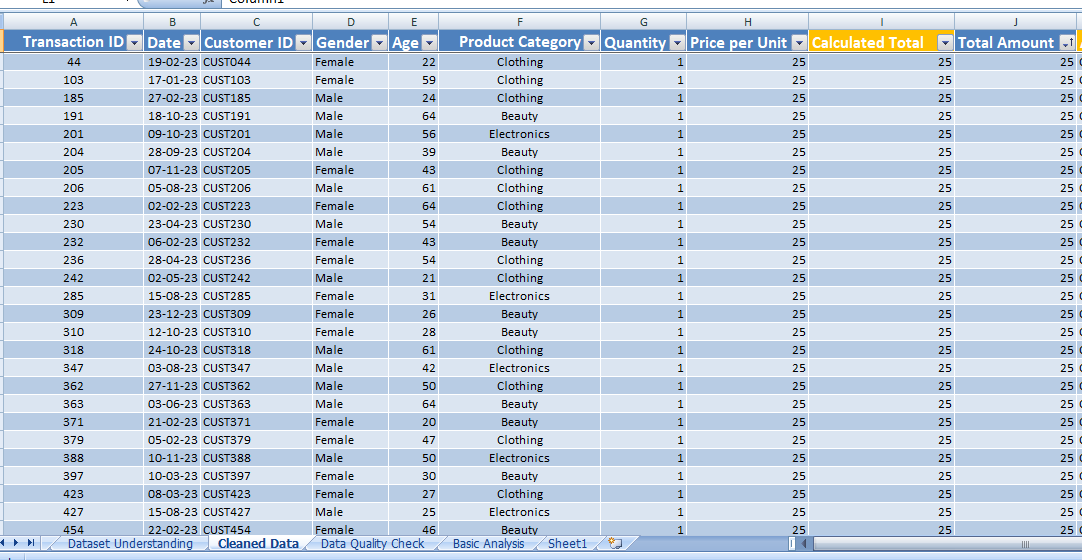 L1 fx Column1
A B C D E F G H I J
Transaction ID Date Customer ID Gender Age Product Category Quantity Price per Unit Calculated Total Total Amount
44 19-02-23 CUST044 Female 22 Clothing 1 25 25 25
103 17-01-23 CUST103 Female 59 Clothing 1 25 25 25
185 27-02-23 CUST185 Male 24 Clothing 1 25 25 25
191 18-10-23 CUST191 Male 64 Beauty 1 25 25 25
201 09-10-23 CUST201 Male 56 Electronics 1 25 25 25
204 28-09-23 CUST204 Male 39 Beauty 1 25 25 25
205 07-11-23 CUST205 Female 43 Clothing 1 25 25 25
206 05-08-23 CUST206 Male 61 Clothing 1 25 25 25
223 02-02-23 CUST223 Female 64 Clothing 1 25 25 25
230 23-04-23 CUST230 Male 54 Beauty 1 25 25 25
232 06-02-23 CUST232 Female 43 Beauty 1 25 25 25
236 28-04-23 CUST236 Female 54 Clothing 1 25 25 25
242 02-05-23 CUST242 Male 21 Clothing 1 25 25 25
285 15-08-23 CUST285 Female 31 Electronics 1 25 25 25
309 23-12-23 CUST309 Female 26 Beauty 1 25 25 25
310 12-10-23 CUST310 Female 28 Beauty 1 25 25 25
318 24-10-23 CUST318 Male 61 Clothing 1 25 25 25
347 03-08-23 CUST347 Male 42 Electronics 1 25 25 25
362 27-11-23 CUST362 Male 50 Clothing 1 25 25 25
363 03-06-23 CUST363 Male 64 Beauty 1 25 25 25
371 21-02-23 CUST371 Female 20 Beauty 1 25 25 25
379 05-02-23 CUST379 Female 47 Clothing 1 25 25 25
388 10-11-23 CUST388 Male 50 Electronics 1 25 25 25
397 10-03-23 CUST397 Female 30 Beauty 1 25 25 25
423 08-03-23 CUST423 Female 27 Clothing 1 25 25 25
427 15-08-23 CUST427 Male 25 Electronics 1 25 25 25
454 22-02-23 CUST454 Female 46 Beauty 1 25 25 25
Dataset Understanding Cleaned Data Data Quality Check Basic Analysis Sheet1